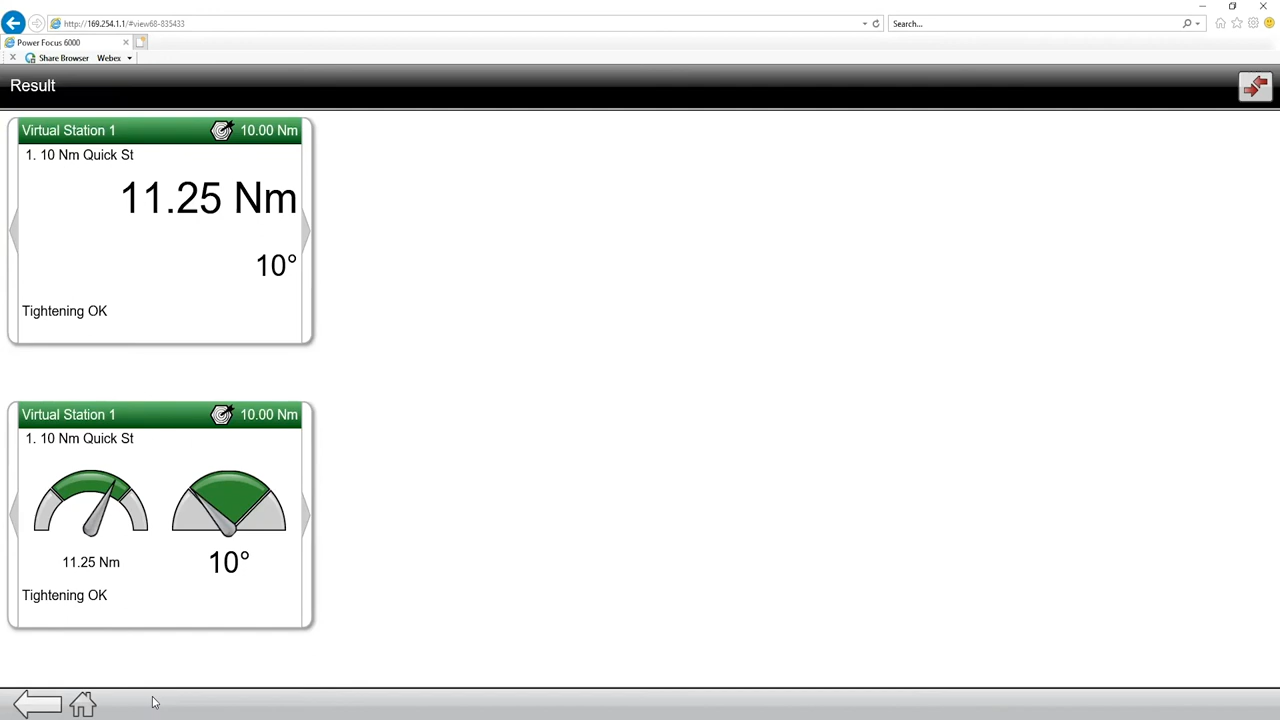 http://169.254.1.1/#view68-835433
Search...
Power Focus 6000
Share Browser Webex
Result
Virtual Station 1 10.00 Nm
1. 10 Nm Quick St
11.25 Nm
10°
Tightening OK
Virtual Station 1 10.00 Nm
1. 10 Nm Quick St
11.25 Nm 10°
Tightening OK